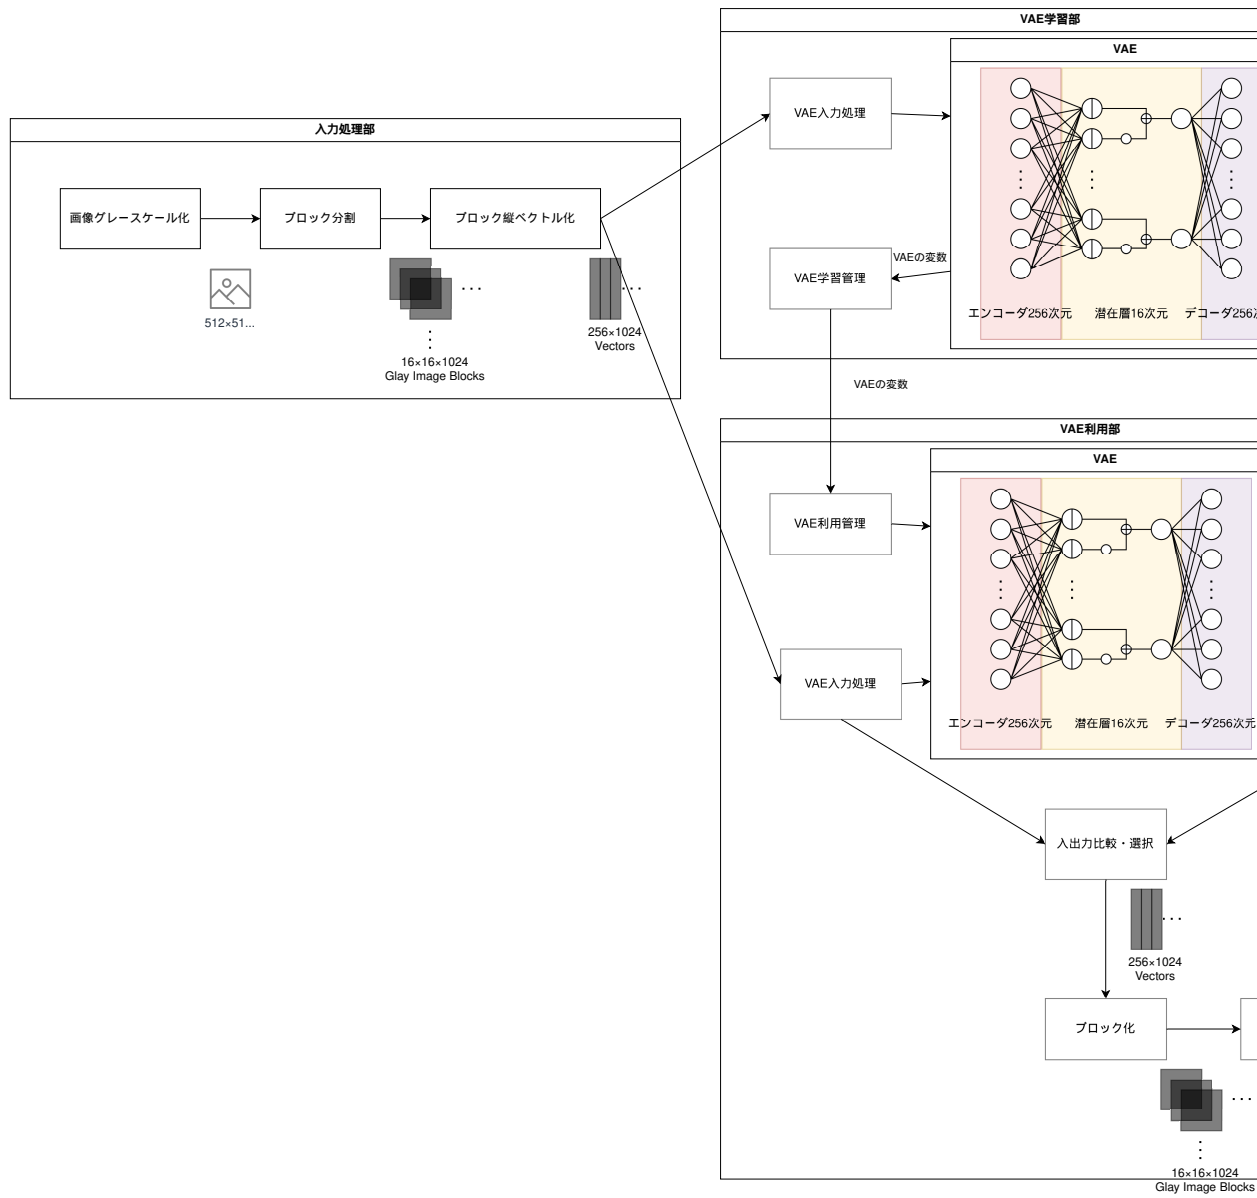 VAE学習部
VAE
VAE入力処理
入力処理部
画像グレースケール化
ブロック分割
ブロック縦ベクトル化
VAEの変数
VAE学習管理
512×51...
エンコーダ256次元
潜在層16次元
デコーダ256
256×1024
Vectors
16×16×1024
Glay Image Blocks
VAEの変数
VAE利用部
VAE
VAE利用管理
VAE入力処理
エンコーダ256次元
潜在層16次元
デコーダ256次元
入出力比較・選択
256×1024
Vectors
ブロック化
16×16×1024
Glay Image Blocks